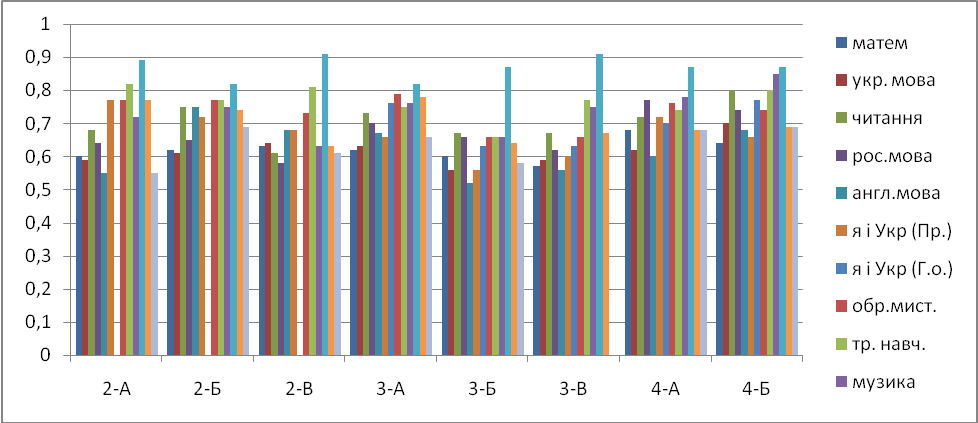 1
0,9
0,8
0,7
0,6
0,5
0,4
0,3
0,2
0,1
0
2-А 2-Б 2-В 3-А 3-Б 3-В 4-А 4-Б
матем
укр. мова
читання
рос.мова
англ.мова
я і Укр (Пр.)
я і Укр (Г.о.)
обр.мист.
тр. навч.
музика